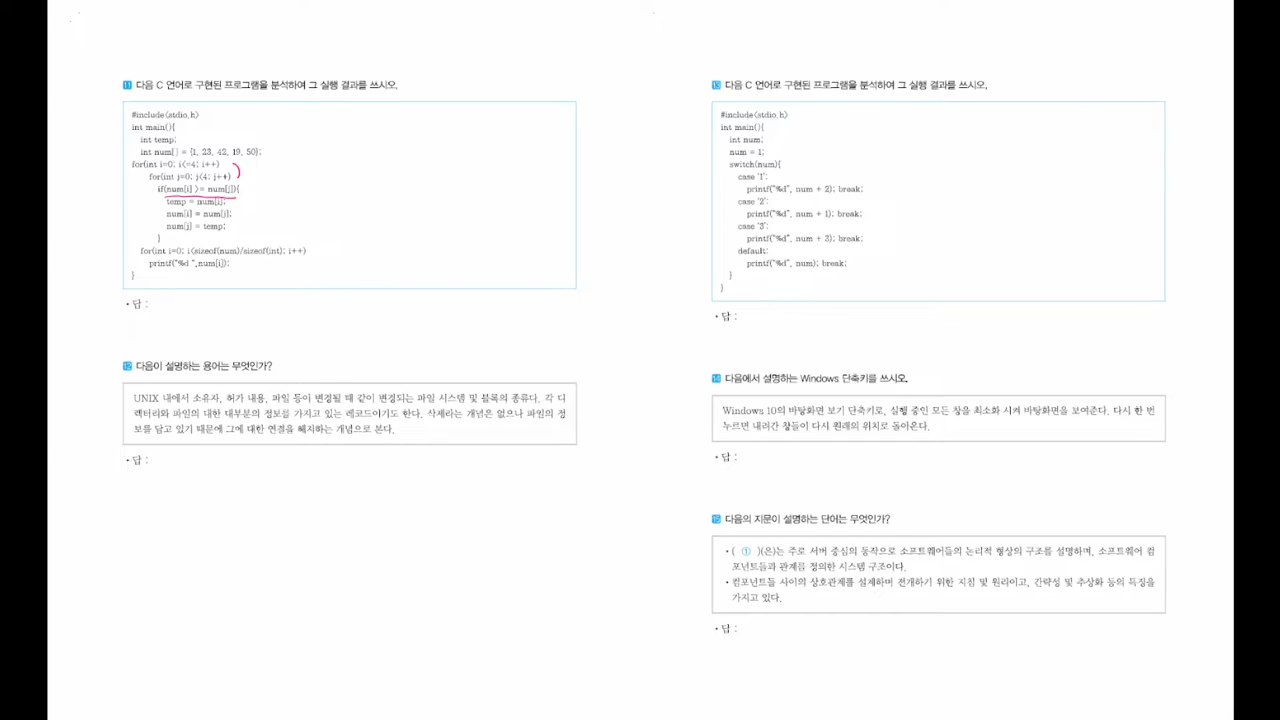 11 다음 C 언어로 구현된 프로그램을 분석하여 그 실행 결과를 쓰시오.
#include<stdio.h>
int main(){
int temp;
int num[ ] = {1, 23, 42, 19, 50};
for(int i=0; i<=4; i++)
for(int j=0; j<4; j++)
if(num[i] >= num[j]){
temp = num[i];
num[i] = num[j];
num[j] = temp;
}
for(int i=0; i<sizeof(num)/sizeof(int); i++)
printf("%d ",num[i]);
}
• 답 :
12 다음이 설명하는 용어는 무엇인가?
UNIX 내에서 소유자, 허가 내용, 파일 등이 변경될 때 같이 변경되는 파일 시스템 및 블록의 종류다. 각 디
렉터리와 파일의 대한 대부분의 정보를 가지고 있는 레코드이기도 한다. 삭제라는 개념은 없으나 파일의 정
보를 담고 있기 때문에 그에 대한 연결을 해지하는 개념으로 본다.
• 답 :
13 다음 C 언어로 구현된 프로그램을 분석하여 그 실행 결과를 쓰시오.
#include<stdio.h>
int main(){
int num;
num = 1;
switch(num){
case '1':
printf("%d", num + 2); break;
case '2':
printf("%d", num + 1); break;
case '3':
printf("%d", num + 3); break;
default:
printf("%d", num); break;
}
}
• 답 :
14 다음에서 설명하는 Windows 단축키를 쓰시오.
Windows 10의 바탕화면 보기 단축키로, 실행 중인 모든 창을 최소화 시켜 바탕화면을 보여준다. 다시 한 번
누르면 내려간 창들이 다시 원래의 위치로 돌아온다.
• 답 :
15 다음의 지문이 설명하는 단어는 무엇인가?
• ( ① )(은)는 주로 서버 중심의 동작으로 소프트웨어들의 논리적 형상의 구조를 설명하며, 소프트웨어 컴
포넌트들과 관계를 정의한 시스템 구조이다.
• 컴포넌트들 사이의 상호관계를 설계하며 전개하기 위한 지침 및 원리이고, 간략성 및 추상화 등의 특징을
가지고 있다.
• 답 :